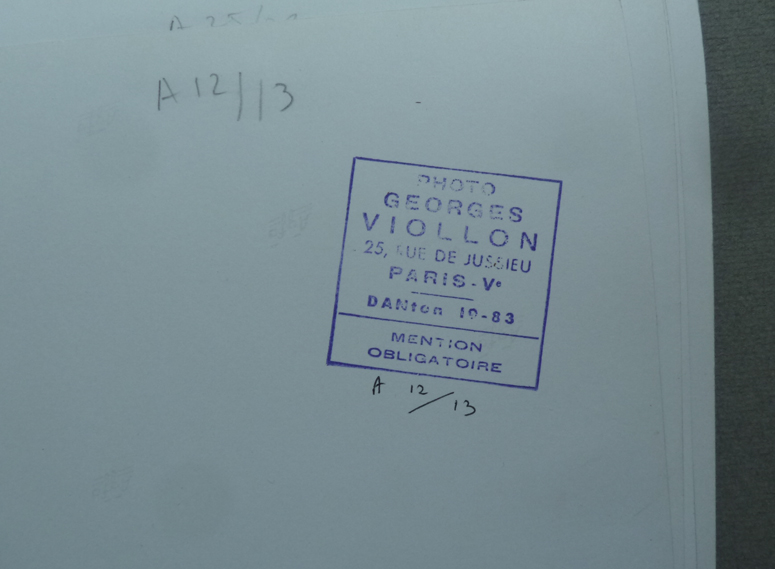 A 12/13
PHOTO
GEORGES
VIOLLON
25, RUE DE JUSSIEU
PARIS-Ve
DANton 19-83
MENTION
OBLIGATOIRE
A 12/13